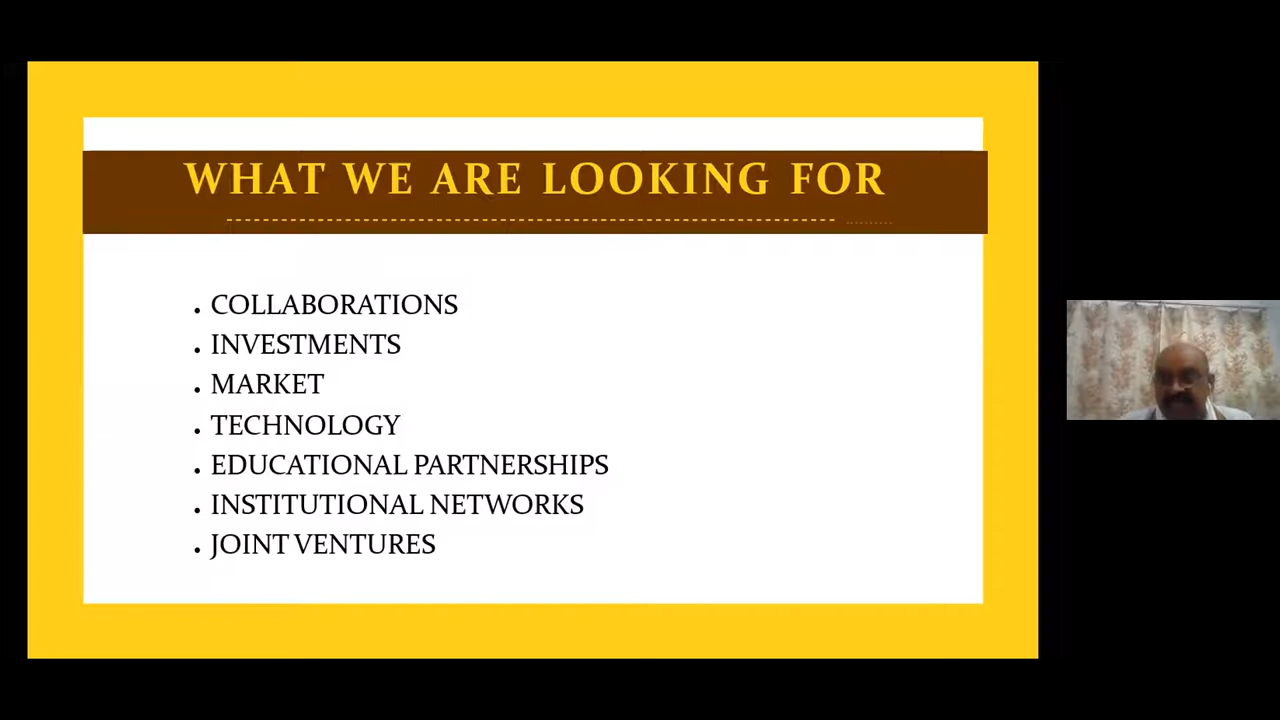 WHAT WE ARE LOOKING FOR
COLLABORATIONS
INVESTMENTS
MARKET
TECHNOLOGY
EDUCATIONAL PARTNERSHIPS
INSTITUTIONAL NETWORKS
JOINT VENTURES